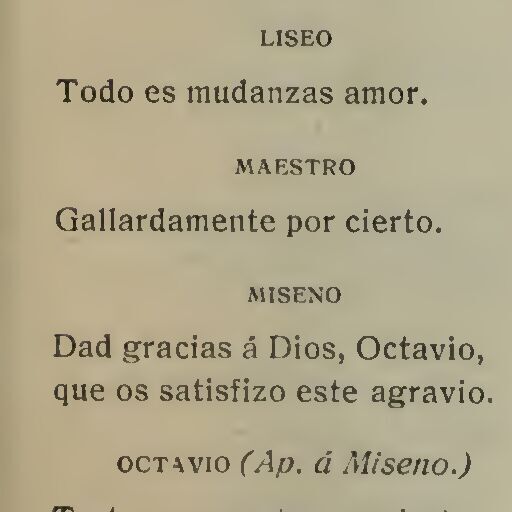 LISEO
Todo es mudanzas amor.
MAESTRO
Gallardamente por cierto.
MISENO
Dad gracias á Dios, Octavio,
que os satisfizo este agravio.
OCTAVIO (Ap. á Miseno.)